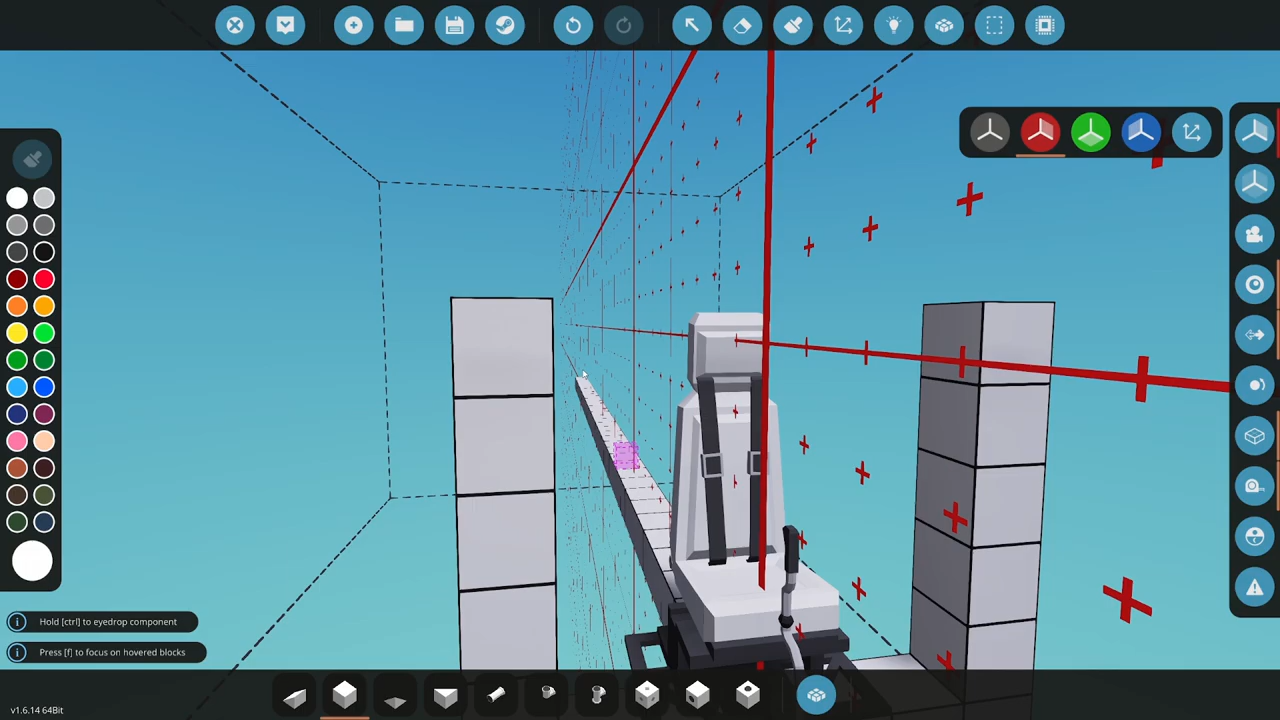 Hold [ctrl] to eyedrop component
Press [f] to focus on hovered blocks
v1.6.14 64Bit